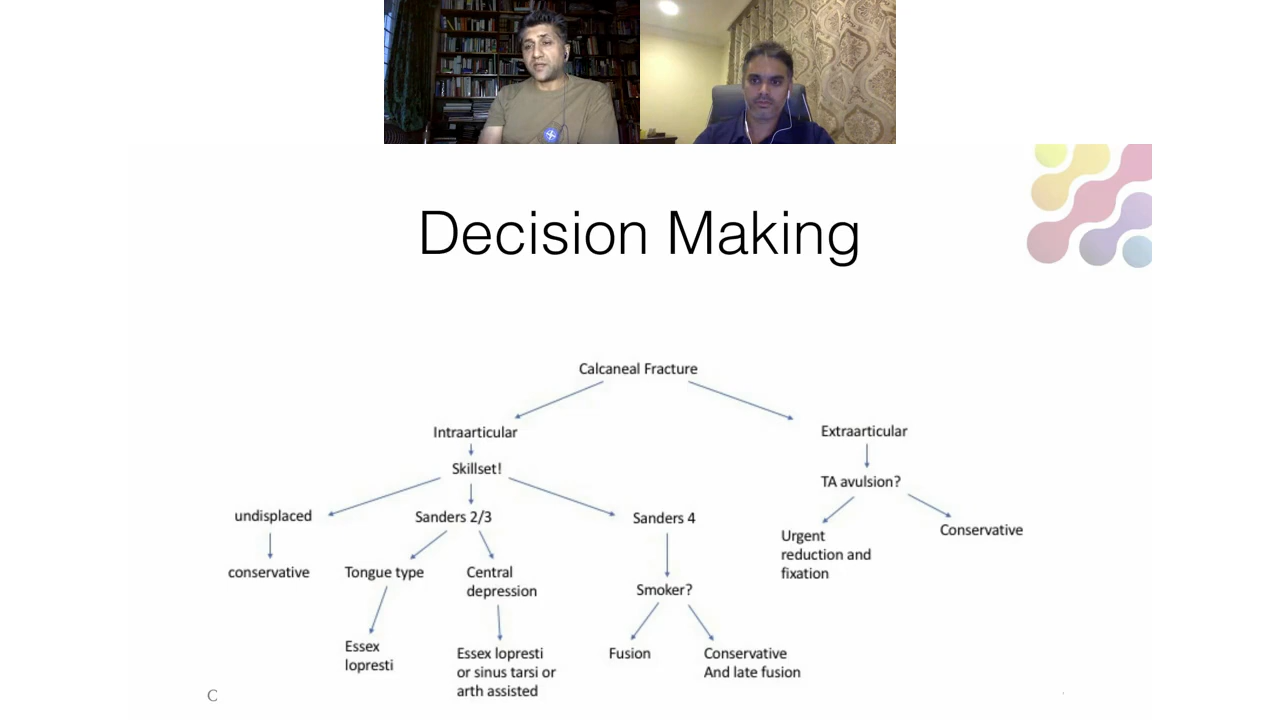 Decision Making
Calcaneal Fracture
Intraarticular
Extraarticular
Skillset!
TA avulsion?
undisplaced
Sanders 2/3
Sanders 4
Urgent
reduction and
fixation
Conservative
conservative
Tongue type
Central
depression
Smoker?
Essex
lopresti
Essex lopresti
or sinus tarsi or
arth assisted
Fusion
Conservative
And late fusion
C